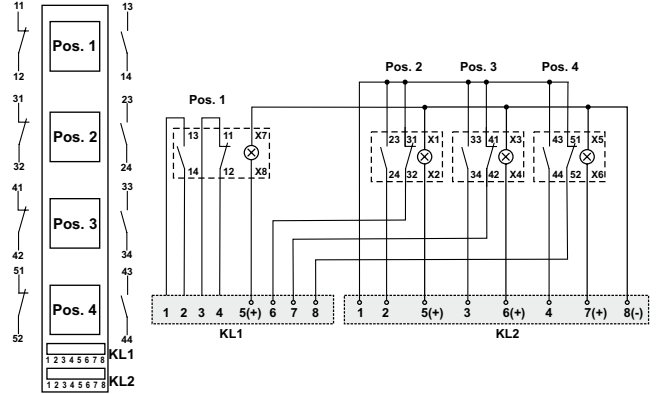 11 13
Pos. 1
12 14
31 23
Pos. 2
32 24
41 33
Pos. 3
42 34
51 43
Pos. 4
52 44
KL1
1 2 3 4 5 6 7 8
KL2
1 2 3 4 5 6 7 8
Pos. 2 Pos. 3 Pos. 4
Pos. 1
13 11 X7
14 12 X8
23 31 X1 33 41 X3 43 51 X5
24 32 X2 34 42 X4 44 52 X6
1 2 3 4 5(+) 6 7 8
KL1
1 2 5(+) 3 6(+) 4 7(+) 8(-)
KL2